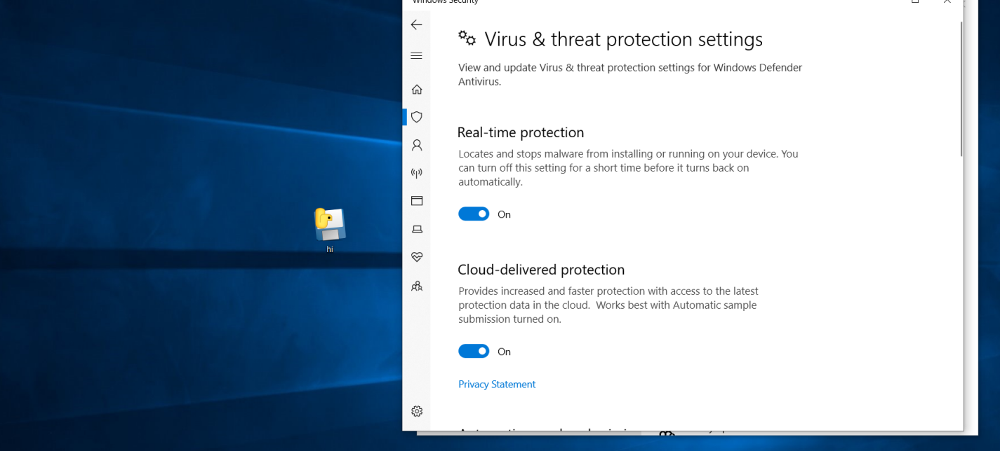 Windows Security
Virus & threat protection settings
View and update Virus & threat protection settings for Windows Defender
Antivirus.
Real-time protection
Locates and stops malware from installing or running on your device. You
can turn off this setting for a short time before it turns back on
automatically.
On
hi
Cloud-delivered protection
Provides increased and faster protection with access to the latest
protection data in the cloud.  Works best with Automatic sample
submission turned on.
On
Privacy Statement